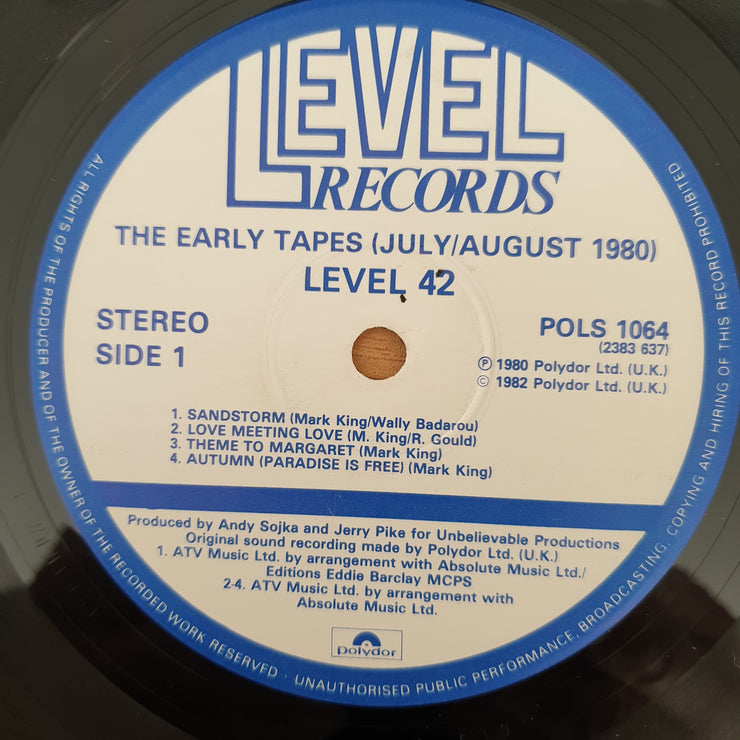 LEVEL
RECORDS
THE EARLY TAPES (JULY/AUGUST 1980)
LEVEL 42
STEREO
SIDE 1
POLS 1064
(2383 637)
Ⓟ 1980 Polydor Ltd. (U.K.)
© 1982 Polydor Ltd. (U.K.)
1. SANDSTORM (Mark King/Wally Badarou)
2. LOVE MEETING LOVE (M. King/R. Gould)
3. THEME TO MARGARET (Mark King)
4. AUTUMN (PARADISE IS FREE) (Mark King)
Produced by Andy Sojka and Jerry Pike for Unbelievable Productions
Original sound recording made by Polydor Ltd. (U.K.)
1. ATV Music Ltd. by arrangement with Absolute Music Ltd./
Editions Eddie Barclay MCPS
2-4. ATV Music Ltd. by arrangement with
Absolute Music Ltd.
polydor
ALL RIGHTS OF THE PRODUCER AND OF THE OWNER OF THE RECORDED WORK RESERVED · UNAUTHORISED PUBLIC PERFORMANCE, BROADCASTING, COPYING AND HIRING OF THIS RECORD PROHIBITED